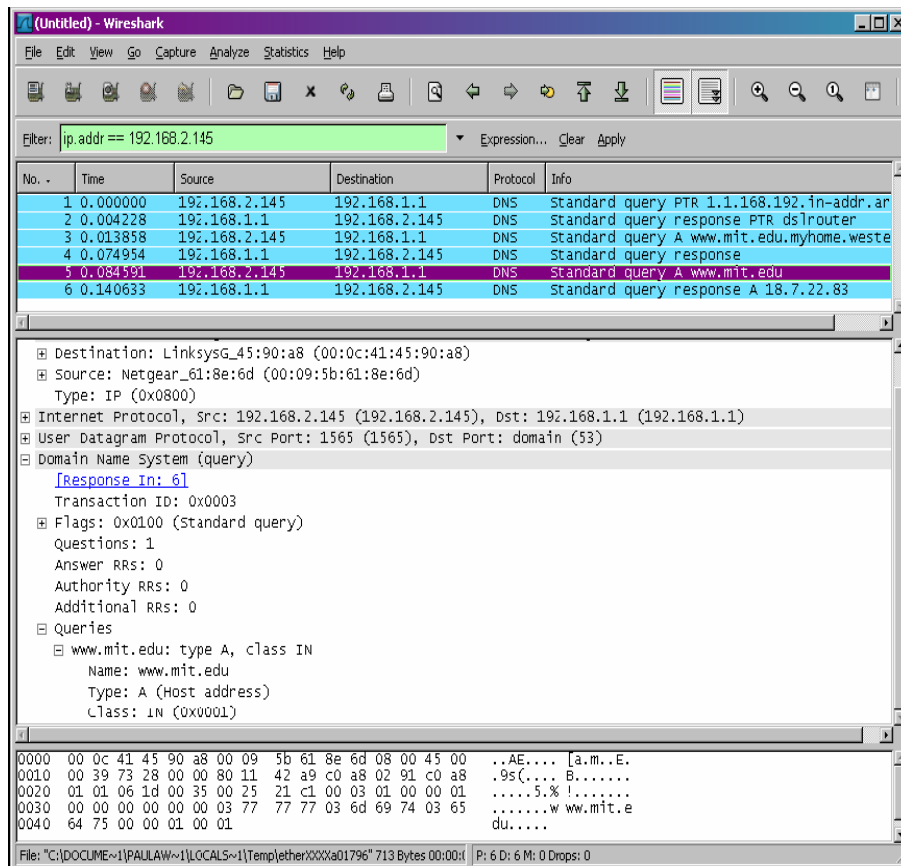 (Untitled) - Wireshark
File Edit View Go Capture Analyze Statistics Help
Filter: ip.addr == 192.168.2.145 Expression... Clear Apply
No. - Time Source Destination Protocol Info
1 0.000000 192.168.2.145 192.168.1.1 DNS Standard query PTR 1.1.168.192.in-addr.ar
2 0.004228 192.168.1.1 192.168.2.145 DNS Standard query response PTR dslrouter
3 0.013858 192.168.2.145 192.168.1.1 DNS Standard query A www.mit.edu.myhome.weste
4 0.074954 192.168.1.1 192.168.2.145 DNS Standard query response
5 0.084591 192.168.2.145 192.168.1.1 DNS Standard query A www.mit.edu
6 0.140633 192.168.1.1 192.168.2.145 DNS Standard query response A 18.7.22.83
Destination: LinksysG_45:90:a8 (00:0c:41:45:90:a8)
Source: Netgear_61:8e:6d (00:09:5b:61:8e:6d)
Type: IP (0x0800)
Internet Protocol, Src: 192.168.2.145 (192.168.2.145), Dst: 192.168.1.1 (192.168.1.1)
User Datagram Protocol, Src Port: 1565 (1565), Dst Port: domain (53)
Domain Name System (query)
[Response In: 6]
Transaction ID: 0x0003
Flags: 0x0100 (Standard query)
Questions: 1
Answer RRs: 0
Authority RRs: 0
Additional RRs: 0
Queries
www.mit.edu: type A, class IN
Name: www.mit.edu
Type: A (Host address)
Class: IN (0x0001)
0000 00 0c 41 45 90 a8 00 09 5b 61 8e 6d 08 00 45 00 ..AE.... [a.m..E.
0010 00 39 73 28 00 00 80 11 42 a9 c0 a8 02 91 c0 a8 .9s(.... B.......
0020 01 01 06 1d 00 35 00 25 21 c1 00 03 01 00 00 01 .....5.% !.......
0030 00 00 00 00 00 00 03 77 77 77 03 6d 69 74 03 65 .......w ww.mit.e
0040 64 75 00 00 01 00 01 du.....
File: "C:\DOCUME~1\PAULAW~1\LOCALS~1\Temp\etherXXXXa01796" 713 Bytes 00:00:( P: 6 D: 6 M: 0 Drops: 0